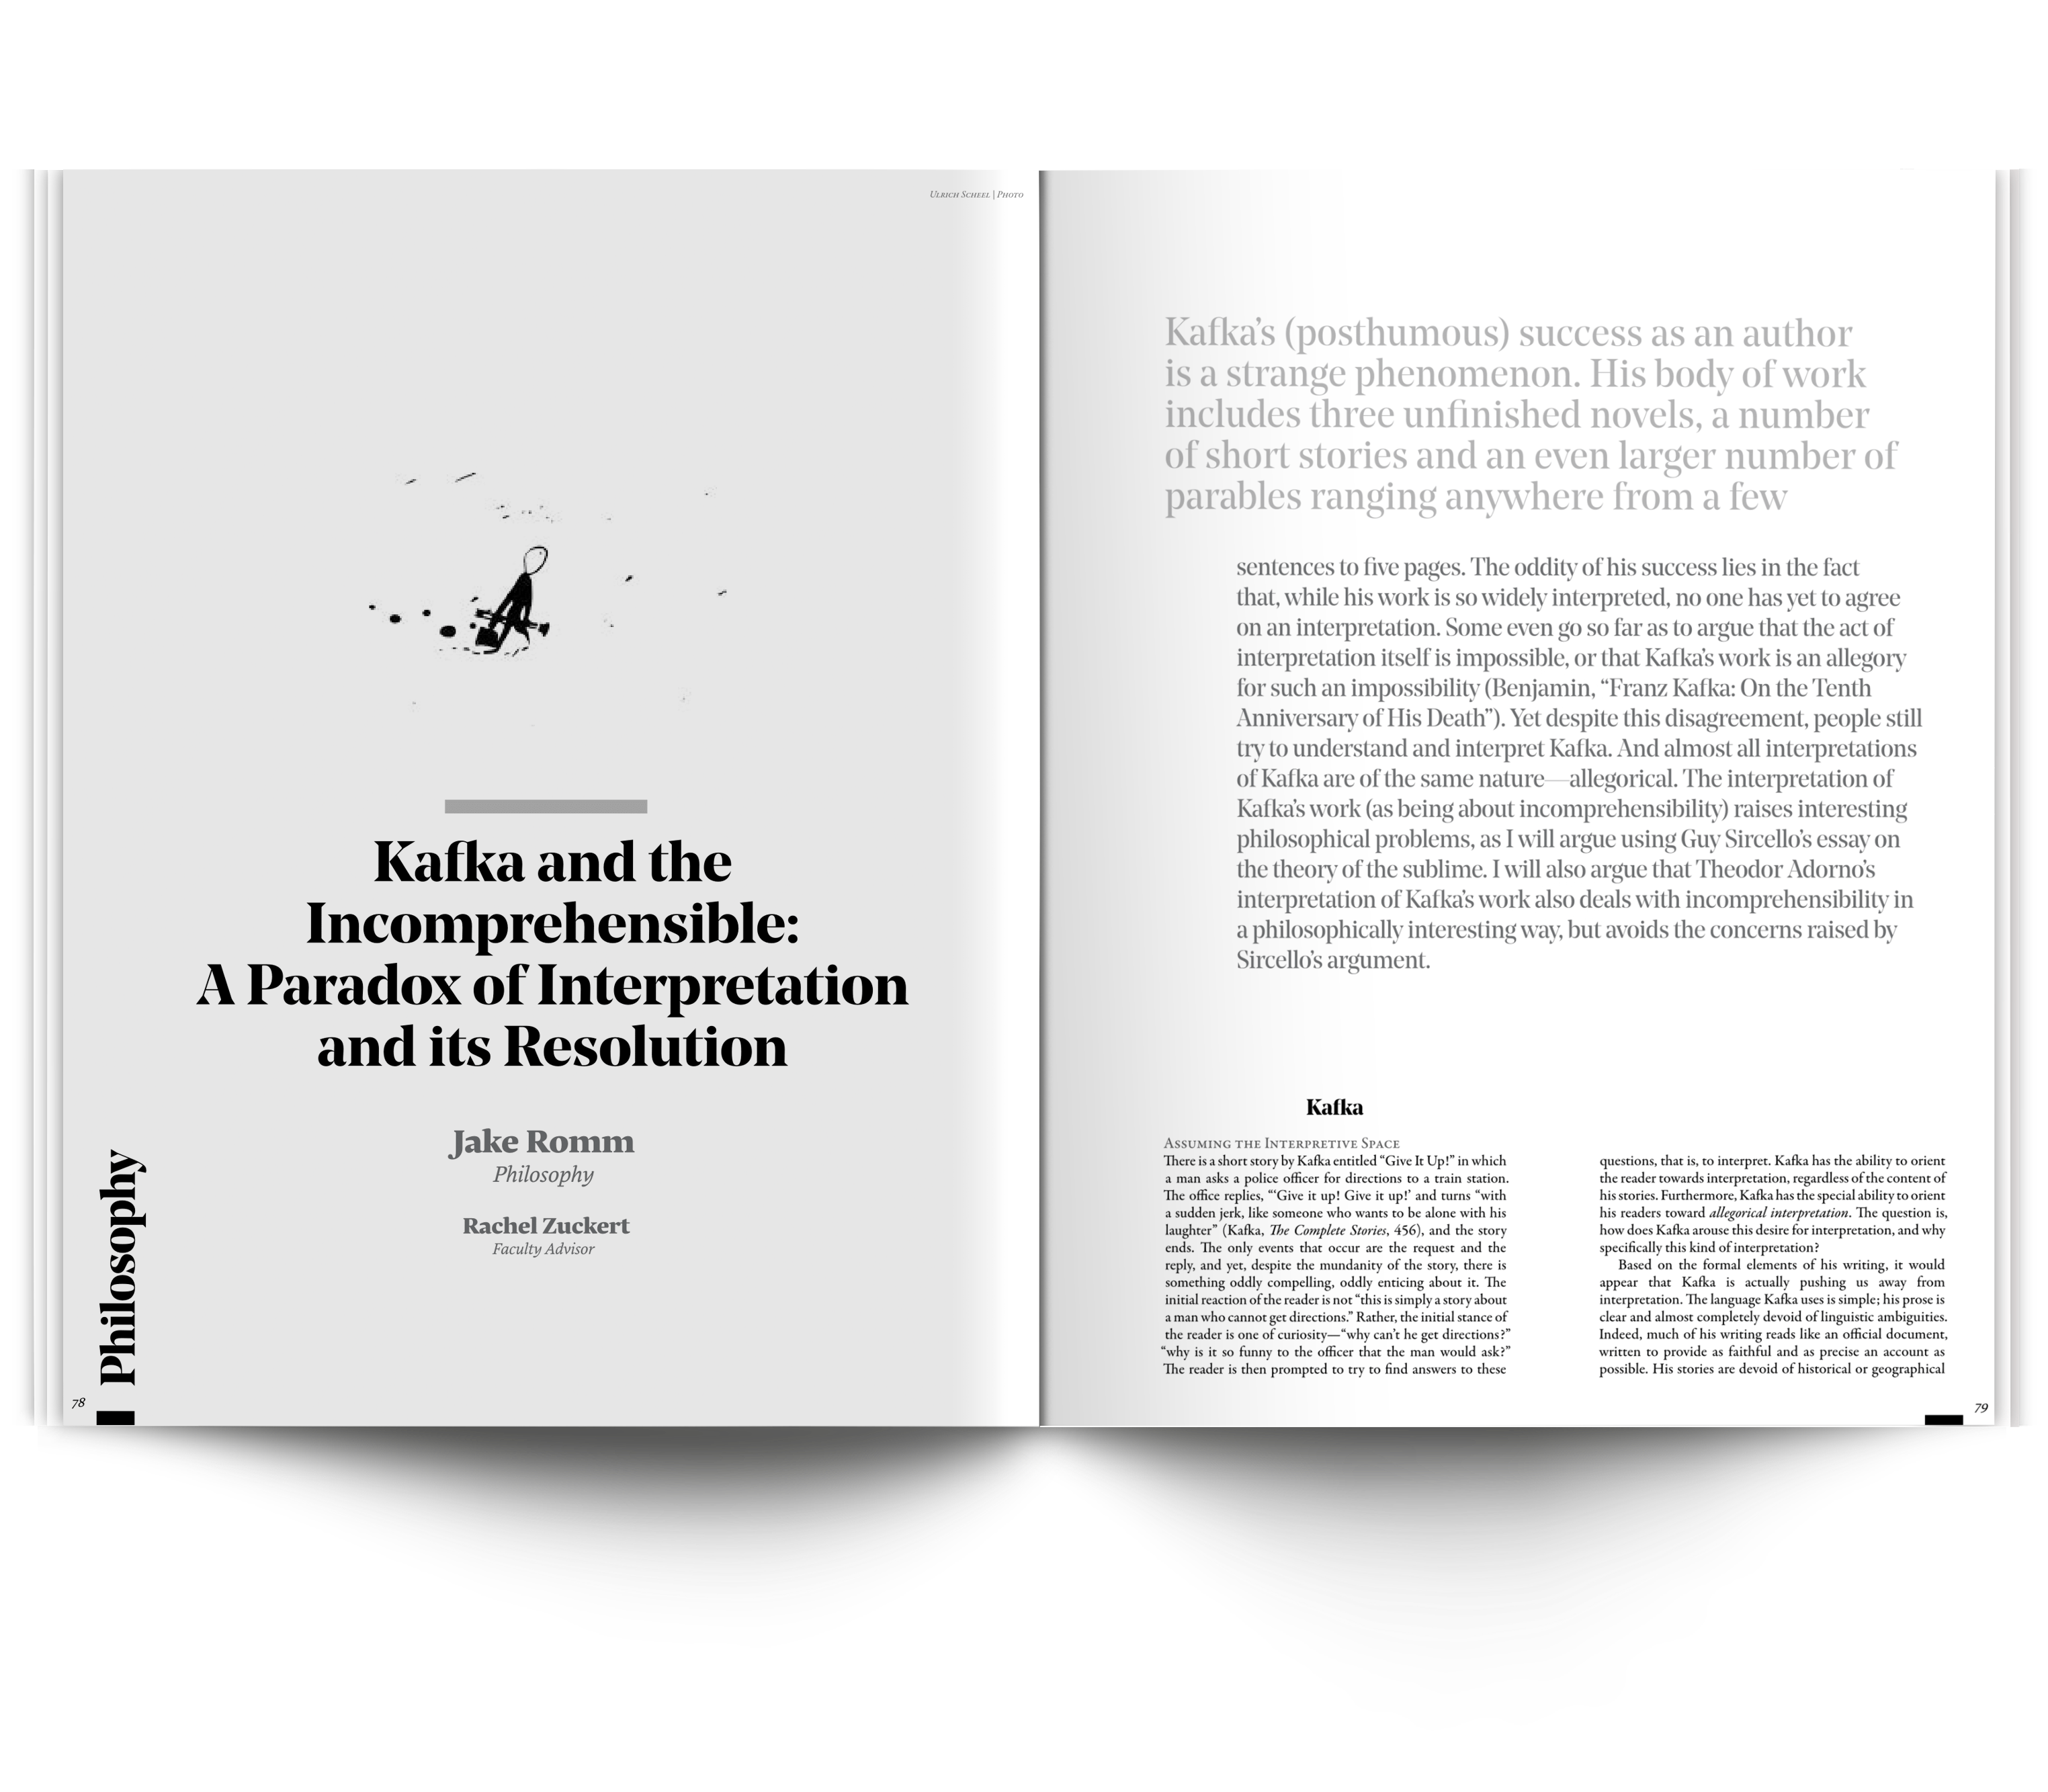 Ulrich Scheel | Photo
Kafka and the
Incomprehensible:
A Paradox of Interpretation
and its Resolution
Jake Romm
Philosophy
Rachel Zuckert
Faculty Advisor
Philosophy
78
Kafka's (posthumous) success as an author
is a strange phenomenon. His body of work
includes three unfinished novels, a number
of short stories and an even larger number of
parables ranging anywhere from a few
sentences to five pages. The oddity of his success lies in the fact
that, while his work is so widely interpreted, no one has yet to agree
on an interpretation. Some even go so far as to argue that the act of
interpretation itself is impossible, or that Kafka's work is an allegory
for such an impossibility (Benjamin, “Franz Kafka: On the Tenth
Anniversary of His Death”). Yet despite this disagreement, people still
try to understand and interpret Kafka. And almost all interpretations
of Kafka are of the same nature—allegorical. The interpretation of
Kafka's work (as being about incomprehensibility) raises interesting
philosophical problems, as I will argue using Guy Sircello's essay on
the theory of the sublime. I will also argue that Theodor Adorno's
interpretation of Kafka's work also deals with incomprehensibility in
a philosophically interesting way, but avoids the concerns raised by
Sircello's argument.
Kafka
Assuming the Interpretive Space
There is a short story by Kafka entitled “Give It Up!” in which
a man asks a police officer for directions to a train station.
The office replies, “‘Give it up! Give it up!’ and turns “with
a sudden jerk, like someone who wants to be alone with his
laughter” (Kafka, The Complete Stories, 456), and the story
ends. The only events that occur are the request and the
reply, and yet, despite the mundanity of the story, there is
something oddly compelling, oddly enticing about it. The
initial reaction of the reader is not “this is simply a story about
a man who cannot get directions.” Rather, the initial stance of
the reader is one of curiosity—“why can't he get directions?”
“why is it so funny to the officer that the man would ask?”
The reader is then prompted to try to find answers to these
questions, that is, to interpret. Kafka has the ability to orient
the reader towards interpretation, regardless of the content of
his stories. Furthermore, Kafka has the special ability to orient
his readers toward allegorical interpretation. The question is,
how does Kafka arouse this desire for interpretation, and why
specifically this kind of interpretation?
Based on the formal elements of his writing, it would
appear that Kafka is actually pushing us away from
interpretation. The language Kafka uses is simple; his prose is
clear and almost completely devoid of linguistic ambiguities.
Indeed, much of his writing reads like an official document,
written to provide as faithful and as precise an account as
possible. His stories are devoid of historical or geographical
79